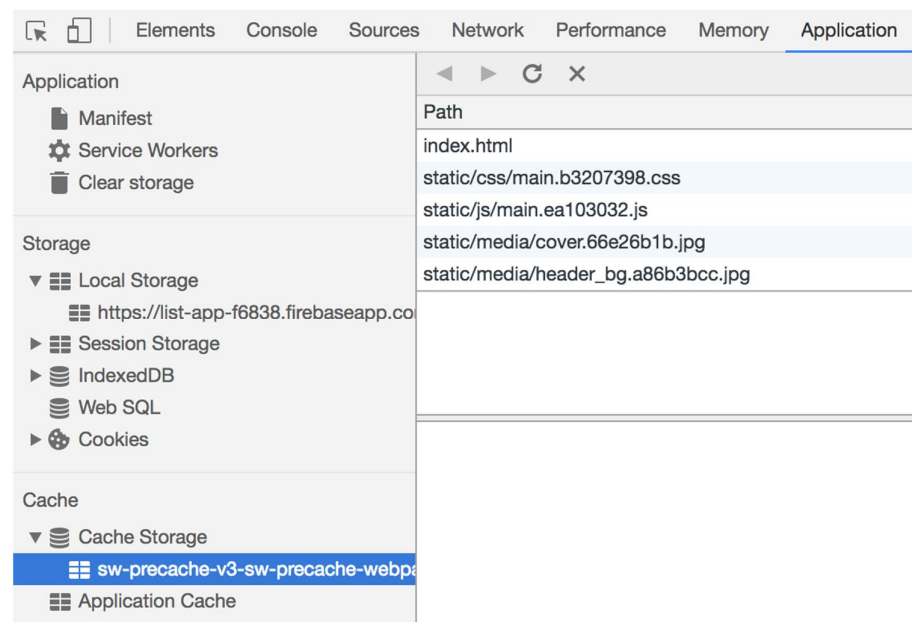 Elements Console Sources Network Performance Memory Application
Application
Manifest
Service Workers
Clear storage
Storage
Local Storage
https://list-app-f6838.firebaseapp.co
Session Storage
IndexedDB
Web SQL
Cookies
Cache
Cache Storage
sw-precache-v3-sw-precache-webpa
Application Cache
Path
index.html
static/css/main.b3207398.css
static/js/main.ea103032.js
static/media/cover.66e26b1b.jpg
static/media/header_bg.a86b3bcc.jpg